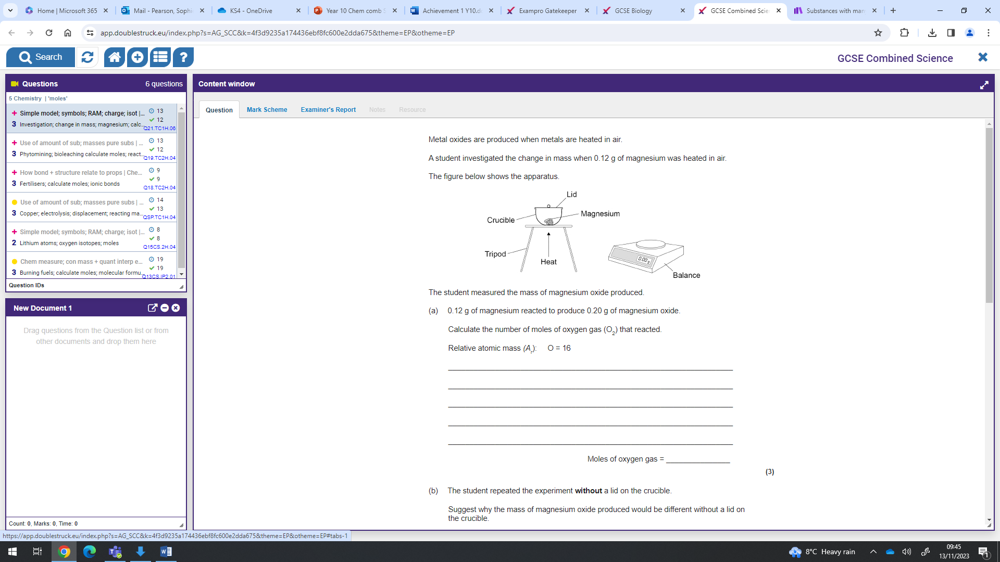 Home | Microsoft 365
Mail - Pearson, Sophi
KS4 - OneDrive
Year 10 Chem comb S
Achievement 1 Y10.do
Exampro Gatekeeper
GCSE Biology
GCSE Combined Scie
Substances with man
app.doublestruck.eu/index.php?s=AG_SCC&k=4f3d9235a174436ebf8fc600e2dda675&theme=EP&otheme=EP
Search
?
GCSE Combined Science
Questions 6 questions
5 Chemistry | 'moles'
Simple model; symbols; RAM; charge; isot |... 13
3 Investigation; change in mass; magnesium; calc... 12
Q21.TC1H.06
Use of amount of sub; masses pure subs | ... 13
3 Phytomining; bioleaching calculate moles; react... 12
Q19.TC2H.04
How bond + structure relate to props | Che... 9
3 Fertilisers; calculate moles; ionic bonds 9
Q18.TC2H.04
Use of amount of sub; masses pure subs | ... 14
3 Copper; electrolysis; displacement; reacting ma... 13
QSP.TC1H.04
Simple model; symbols; RAM; charge; isot |... 8
2 Lithium atoms; oxygen isotopes; moles 8
Q15CS.2H.04
Chem measure; con mass + quant interp e... 19
3 Burning fuels; calculate moles; molecular formu... 19
Q13CS.IP2.01
Question IDs
New Document 1
Drag questions from the Question list or from
other documents and drop them here
Count: 0, Marks: 0, Time: 0
Content window
Question Mark Scheme Examiner's Report Notes Resource
Metal oxides are produced when metals are heated in air.
A student investigated the change in mass when 0.12 g of magnesium was heated in air.
The figure below shows the apparatus.
Lid
Magnesium
Crucible
Tripod
Heat
0.00 g
Balance
The student measured the mass of magnesium oxide produced.
(a) 0.12 g of magnesium reacted to produce 0.20 g of magnesium oxide.
Calculate the number of moles of oxygen gas (O2) that reacted.
Relative atomic mass (Ar): O = 16
Moles of oxygen gas = 
(3)
(b) The student repeated the experiment without a lid on the crucible.
Suggest why the mass of magnesium oxide produced would be different without a lid on
the crucible.
https://app.doublestruck.eu/index.php?s=AG_SCC&k=4f3d9235a174436ebf8fc600e2dda675&theme=EP&otheme=EP#tabs-1
8°C Heavy rain
09:45
13/11/2023
1